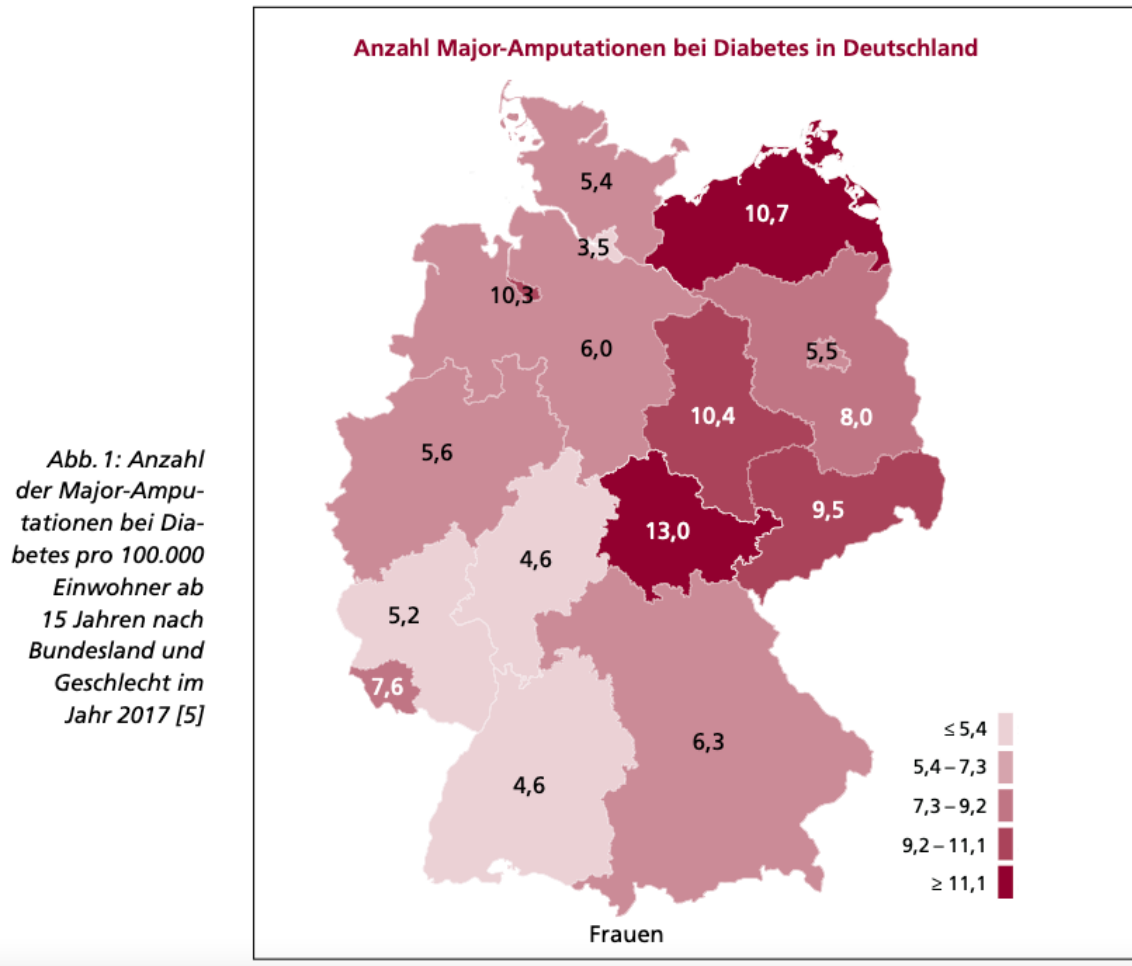 Anzahl Major-Amputationen bei Diabetes in Deutschland
5,4
10,7
3,5
10,3
6,0
5,5
10,4
8,0
5,6
9,5
13,0
4,6
5,2
7,6
6,3
4,6
≤ 5,4
5,4 – 7,3
7,3 – 9,2
9,2 – 11,1
≥ 11,1
Frauen
Abb. 1: Anzahl
der Major-Ampu-
tationen bei Dia-
betes pro 100.000
Einwohner ab
15 Jahren nach
Bundesland und
Geschlecht im
Jahr 2017 [5]